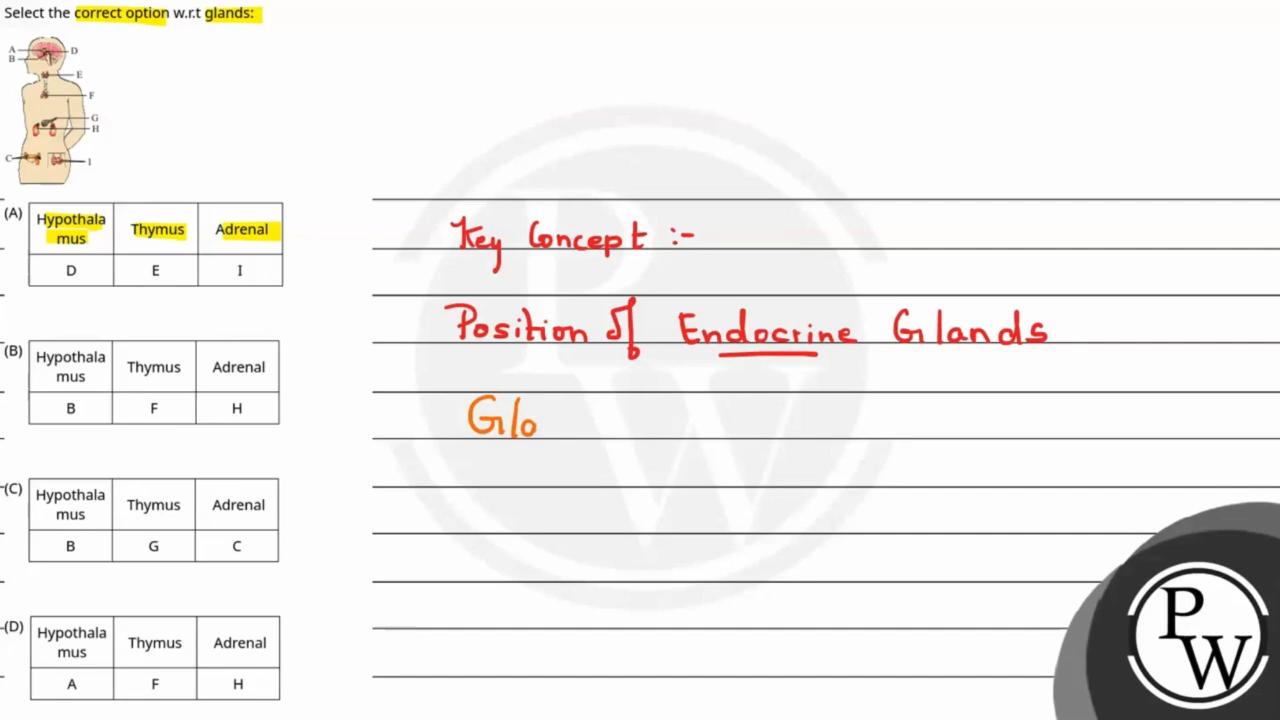 Select the correct option w.r.t glands:
A
D
B
E
F
G
H
C
I
(A)
Hypothala
mus
Thymus
Adrenal
D
E
I
(B)
Hypothala
mus
Thymus
Adrenal
B
F
H
(C)
Hypothala
mus
Thymus
Adrenal
B
G
C
(D)
Hypothala
mus
Thymus
Adrenal
A
F
H
Key Concept :-
Position of Endocrine Glands
Glo
P
W
P
W